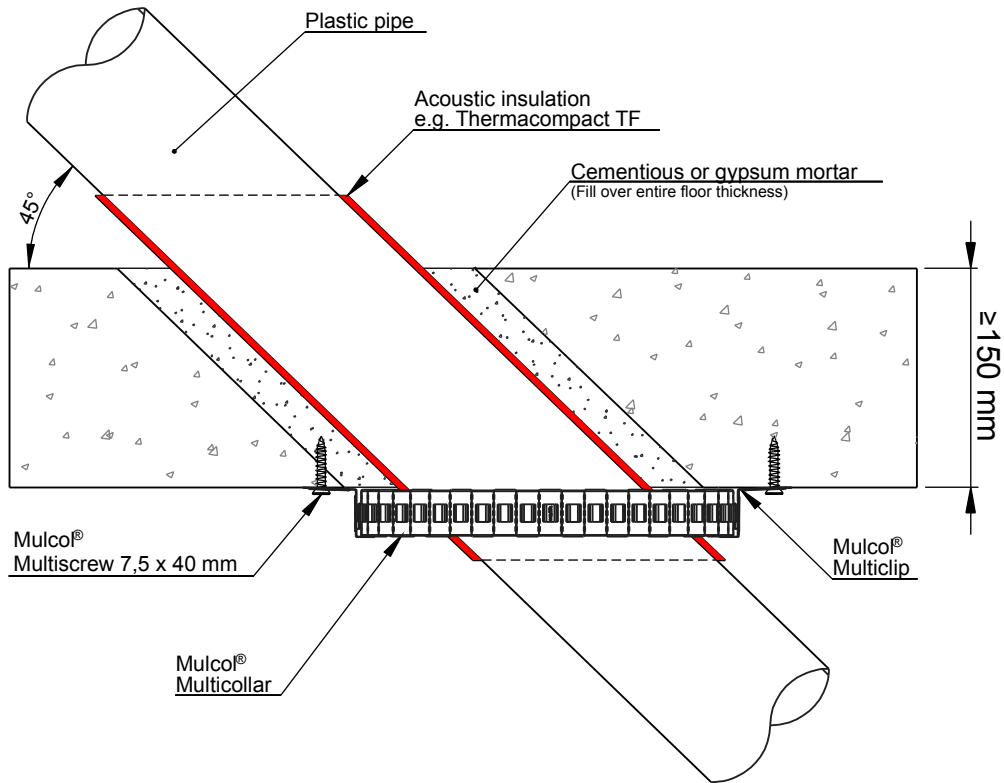 Plastic pipe
Acoustic insulation
e.g. Thermacompact TF
Cementious or gypsum mortar
(Fill over entire floor thickness)
45°
≥150 mm
Mulcol®
Multiscrew 7,5 x 40 mm
Mulcol®
Multiclip
Mulcol®
Multicollar